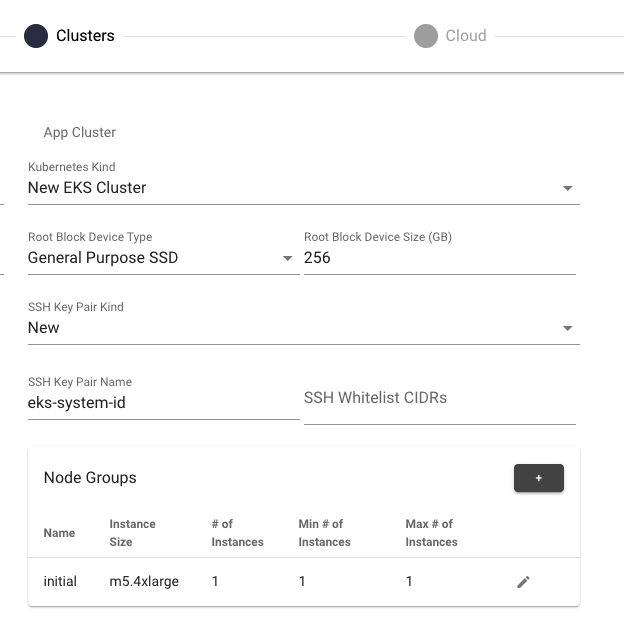 Clusters
Cloud
App Cluster
Kubernetes Kind
New EKS Cluster
Root Block Device Type
General Purpose SSD
Root Block Device Size (GB)
256
SSH Key Pair Kind
New
SSH Key Pair Name
eks-system-id
SSH Whitelist CIDRs
Node Groups
+
Name
Instance
Size
# of
Instances
Min # of
Instances
Max # of
Instances
initial
m5.4xlarge
1
1
1